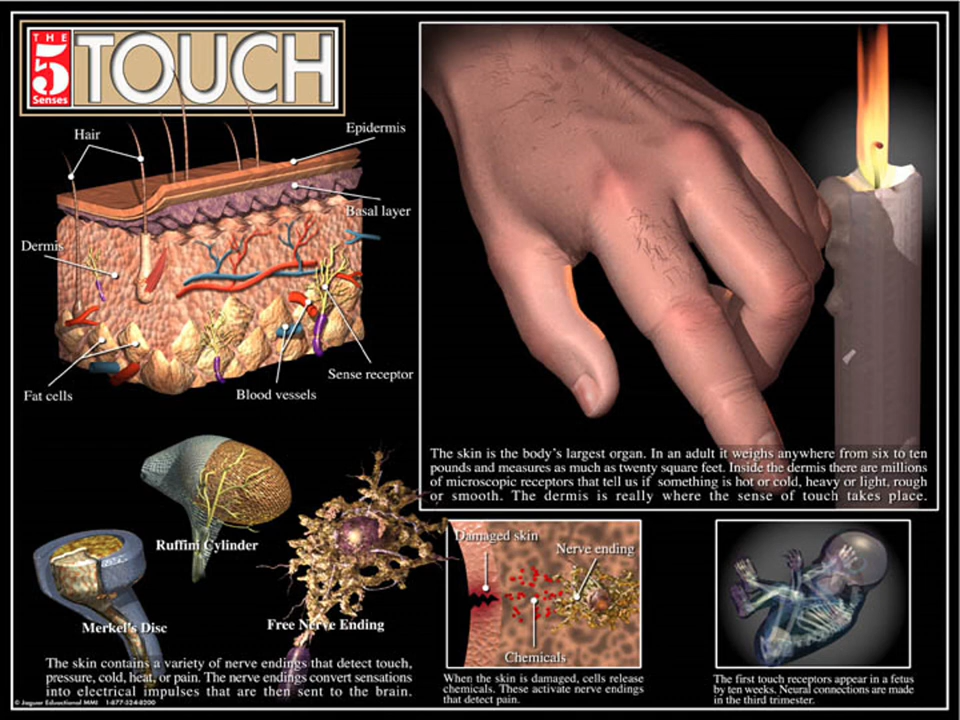 THE
5
Senses
TOUCH
Hair
Epidermis
Basal layer
Dermis
Sense receptor
Fat cells
Blood vessels
The skin is the body's largest organ. In an adult it weighs anywhere from six to ten
pounds and measures as much as twenty square feet. Inside the dermis there are millions
of microscopic receptors that tell us if something is hot or cold, heavy or light, rough
or smooth. The dermis is really where the sense of touch takes place.
Ruffini Cylinder
Merkel's Disc
Free Nerve Ending
The skin contains a variety of nerve endings that detect touch,
pressure, cold, heat, or pain. The nerve endings convert sensations
into electrical impulses that are then sent to the brain.
Damaged skin
Nerve ending
Chemicals
When the skin is damaged, cells release
chemicals. These activate nerve endings
that detect pain.
The first touch receptors appear in a fetus
by ten weeks. Neural connections are made
in the third trimester.
© Jaguar Educational MMI 1-877-524-8200